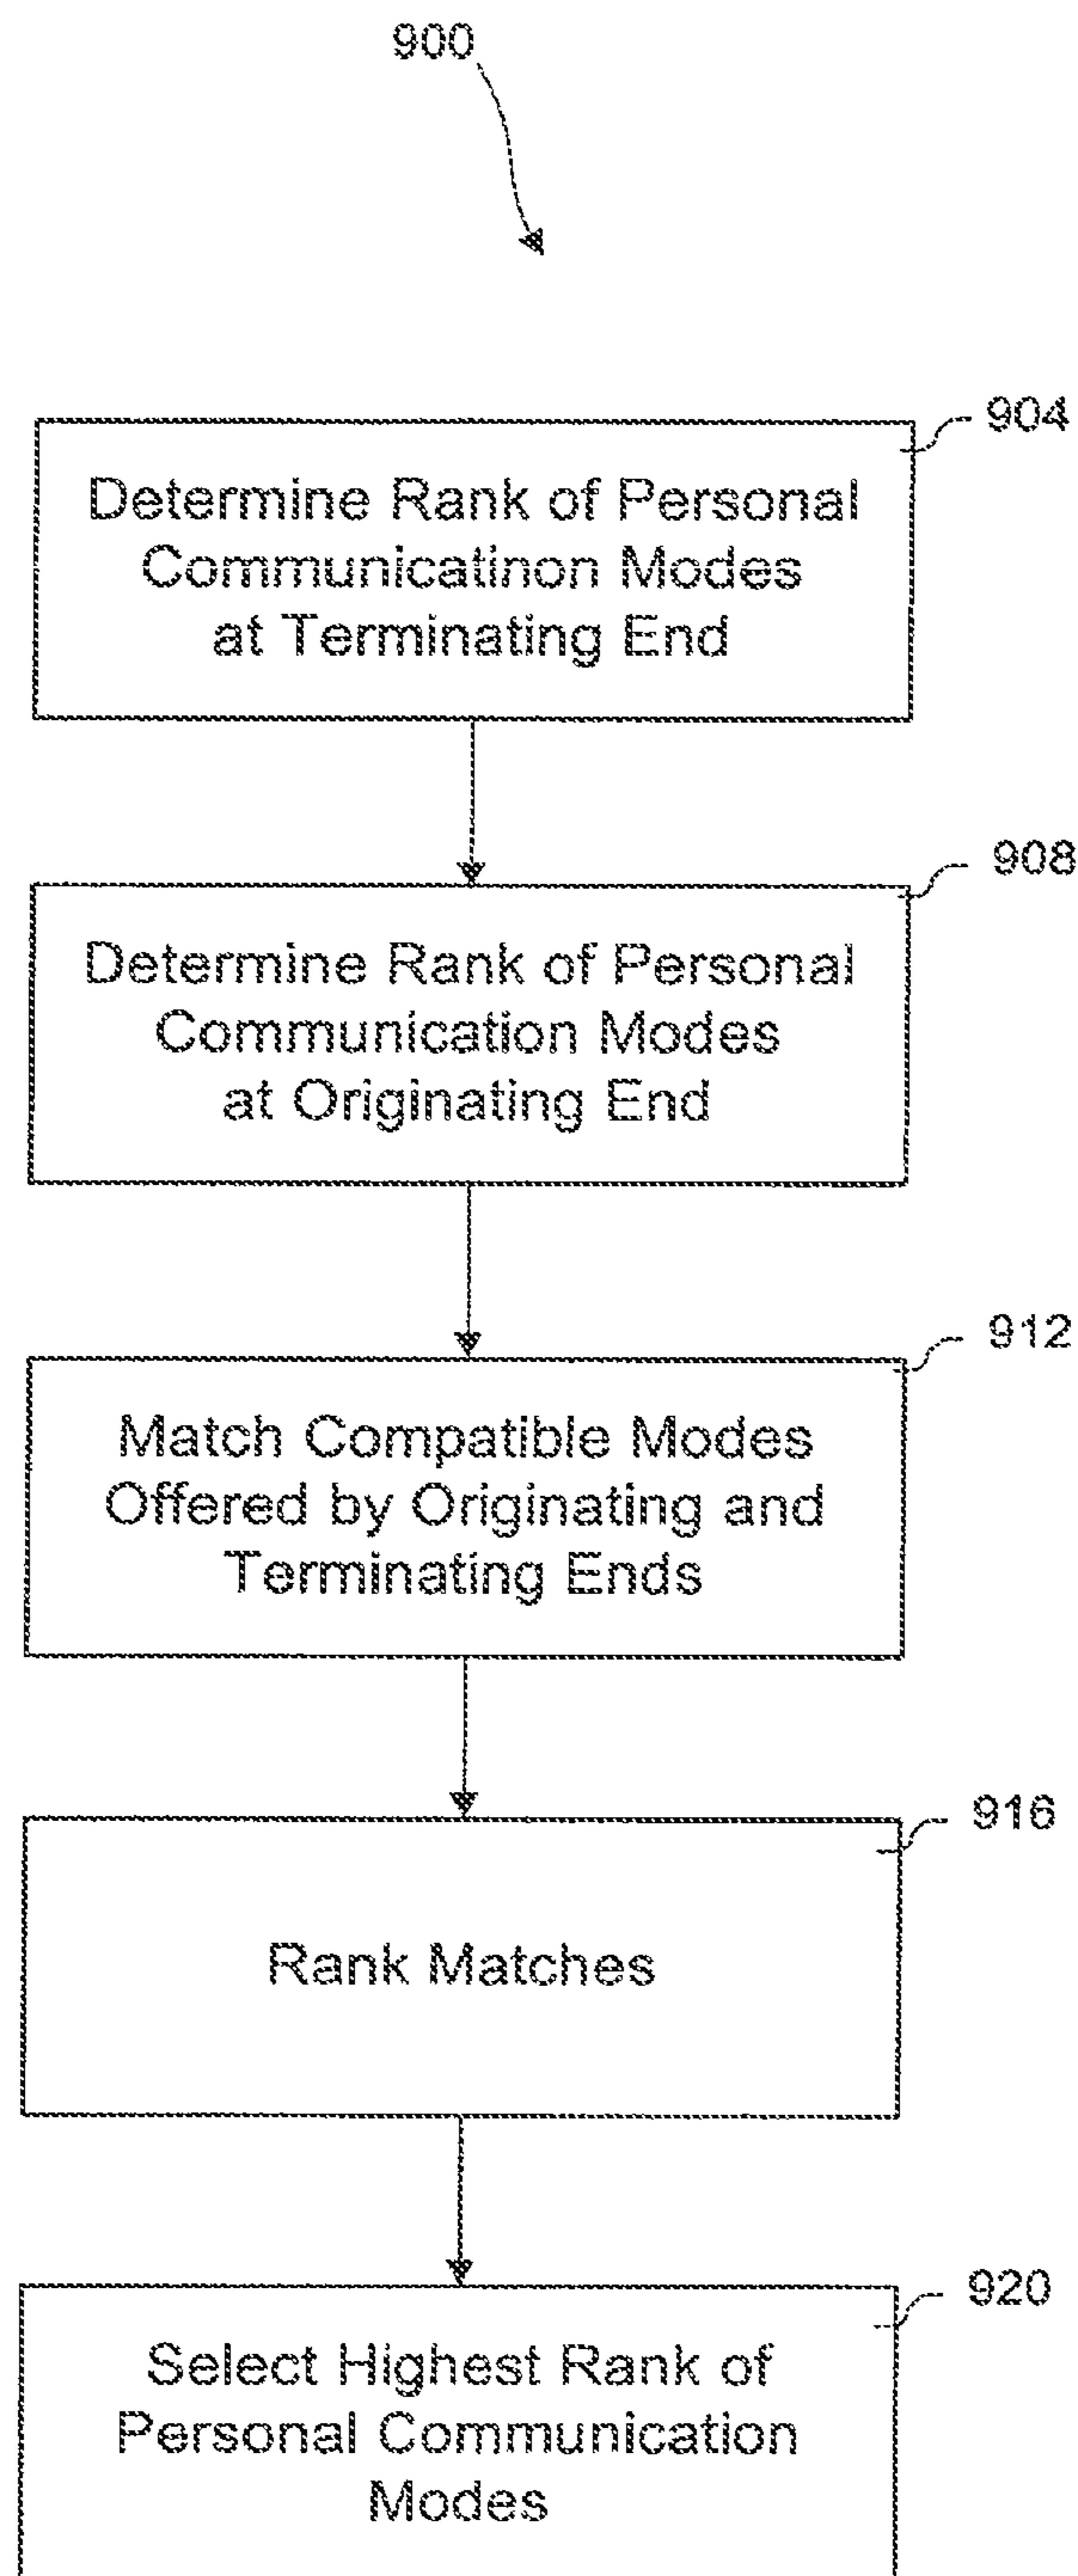 900
904
Determine Rank of Personal
Communicatinon Modes
at Terminating End
908
Determine Rank of Personal
Communication Modes
at Originating End
912
Match Compatible Modes
Offered by Originating and
Terminating Ends
916
Rank Matches
920
Select Highest Rank of
Personal Communication
Modes